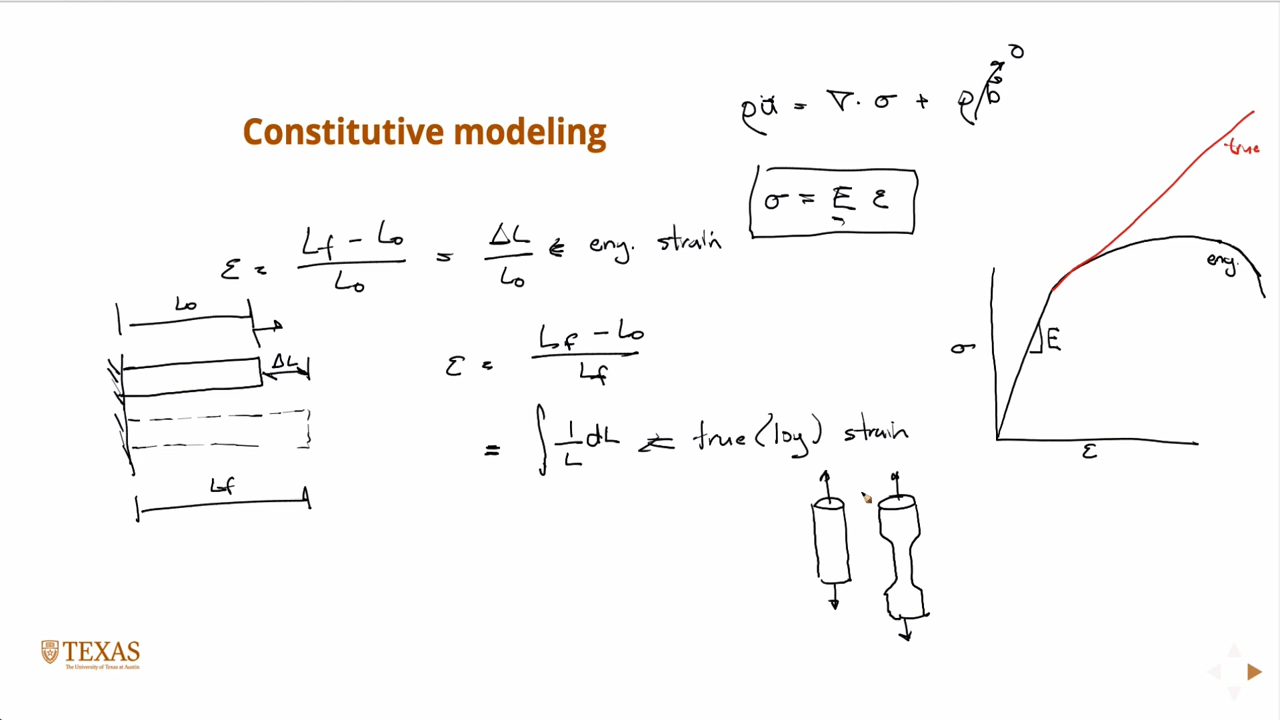 ρü = ∇· σ + ρb 0
Constitutive modeling
σ = E ε
ε = Lf - Lo / Lo = ΔL / Lo ← eng. strain
true
eng.
Lo
ΔL
ε = Lf - Lo / Lf
E
σ
= ∫ 1/L dL ← true (log) strain
ε
Lf
TEXAS
The University of Texas at Austin